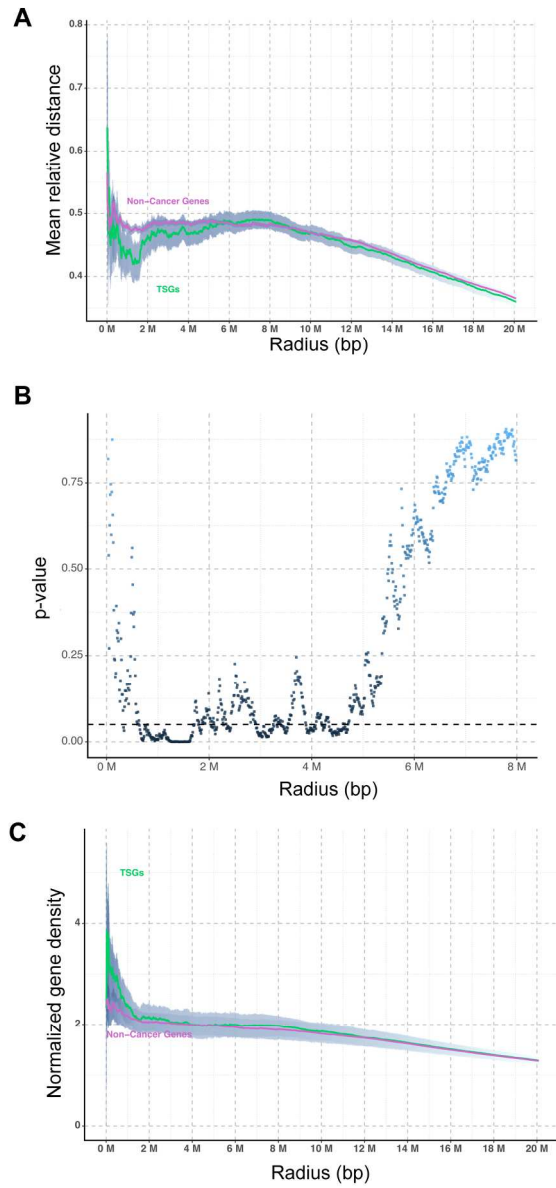 A
Mean relative distance
0.8
0.7
0.6
0.5
0.4
Non-Cancer Genes
TSGs
0 M 2 M 4 M 6 M 8 M 10 M 12 M 14 M 16 M 18 M 20 M
Radius (bp)
B
p-value
0.75
0.50
0.25
0.00
0 M 2 M 4 M 6 M 8 M
Radius (bp)
C
Normalized gene density
TSGs
4
2
Non-Cancer Genes
0
0 M 2 M 4 M 6 M 8 M 10 M 12 M 14 M 16 M 18 M 20 M
Radius (bp)